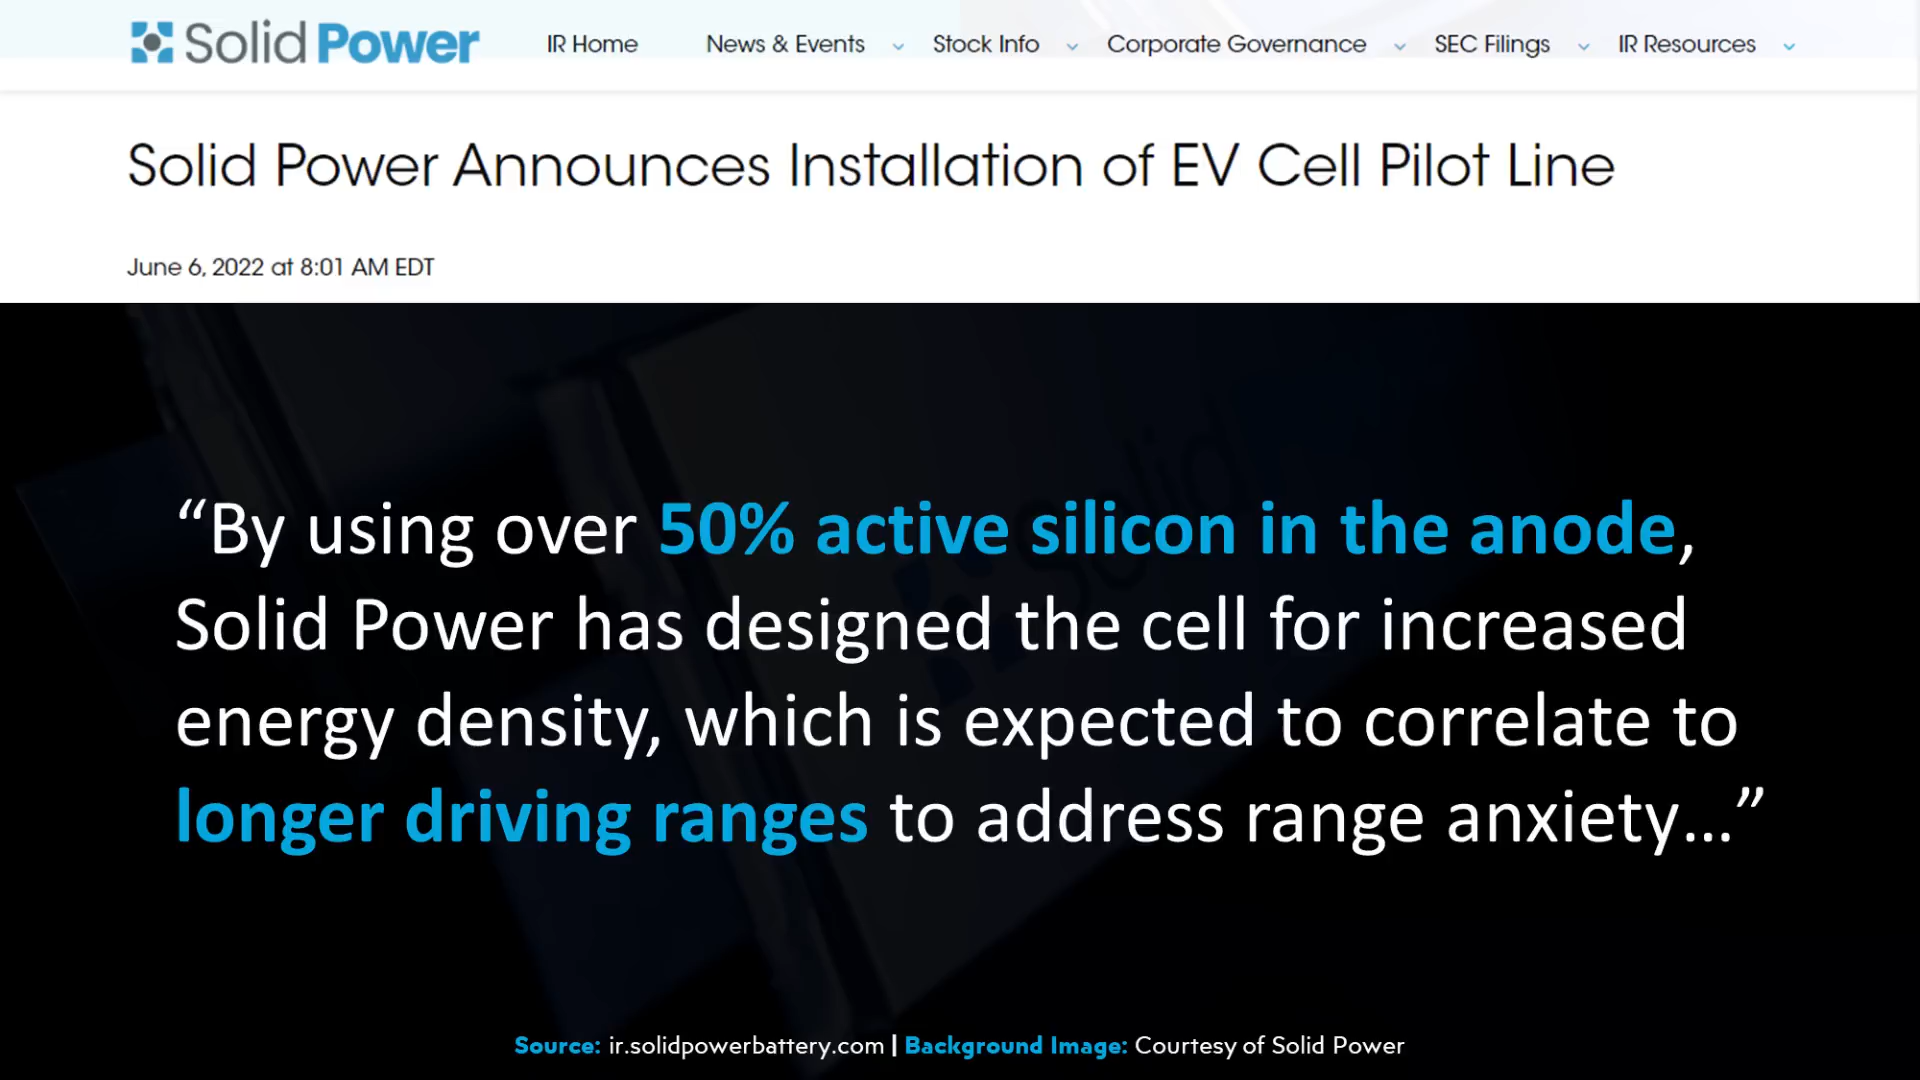 Solid Power
IR Home
News & Events
Stock Info
Corporate Governance
SEC Filings
IR Resources
Solid Power Announces Installation of EV Cell Pilot Line
June 6, 2022 at 8:01 AM EDT
“By using over 50% active silicon in the anode,
Solid Power has designed the cell for increased
energy density, which is expected to correlate to
longer driving ranges to address range anxiety...”
Solid
Source: ir.solidpowerbattery.com | Background Image: Courtesy of Solid Power